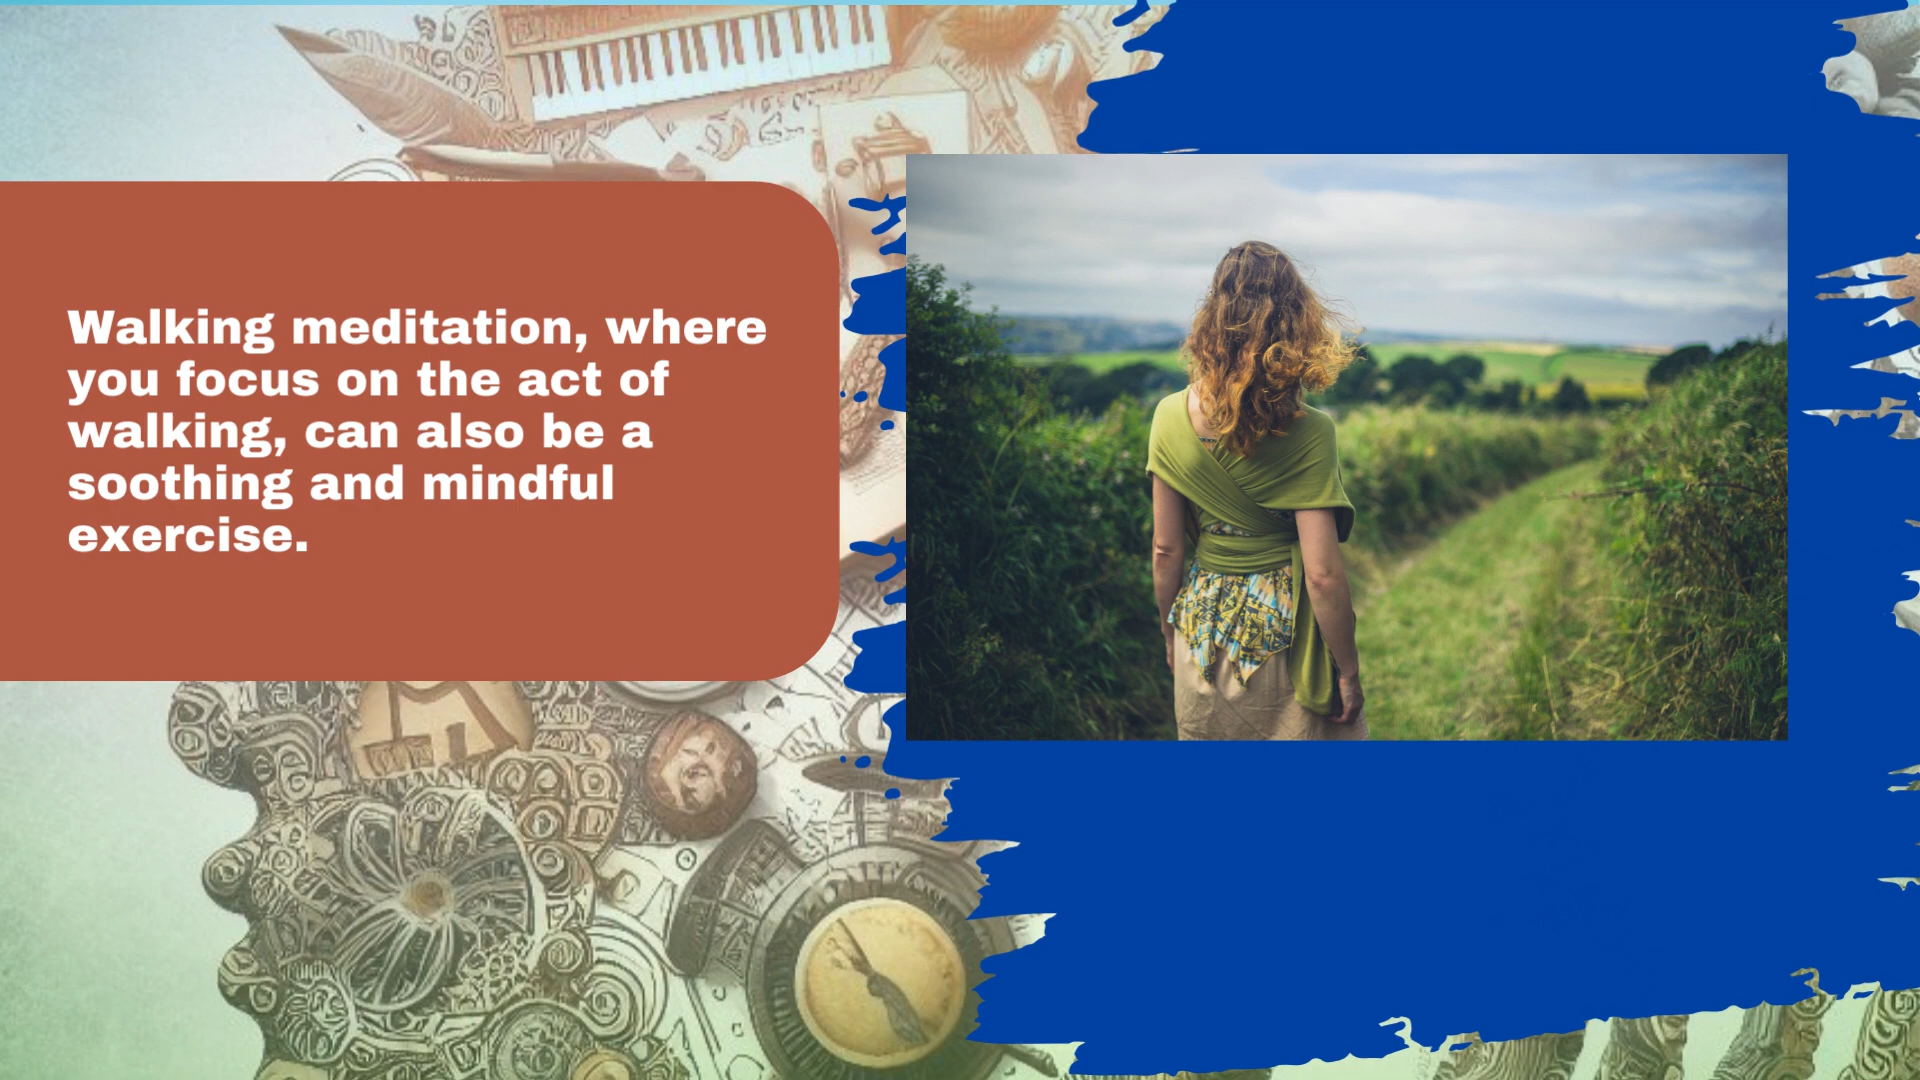 Walking meditation, where
you focus on the act of
walking, can also be a
soothing and mindful
exercise.